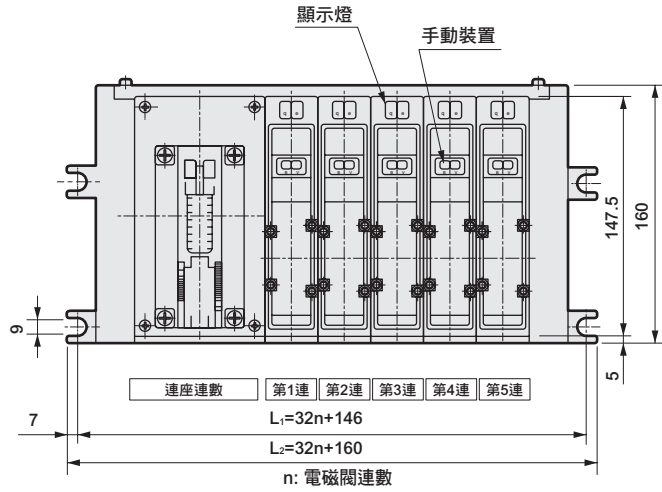 顯示燈
手動裝置
147.5
160
9
5
連座連數 第1連 第2連 第3連 第4連 第5連
7
L₁=32n+146
L₂=32n+160
n: 電磁閥連數